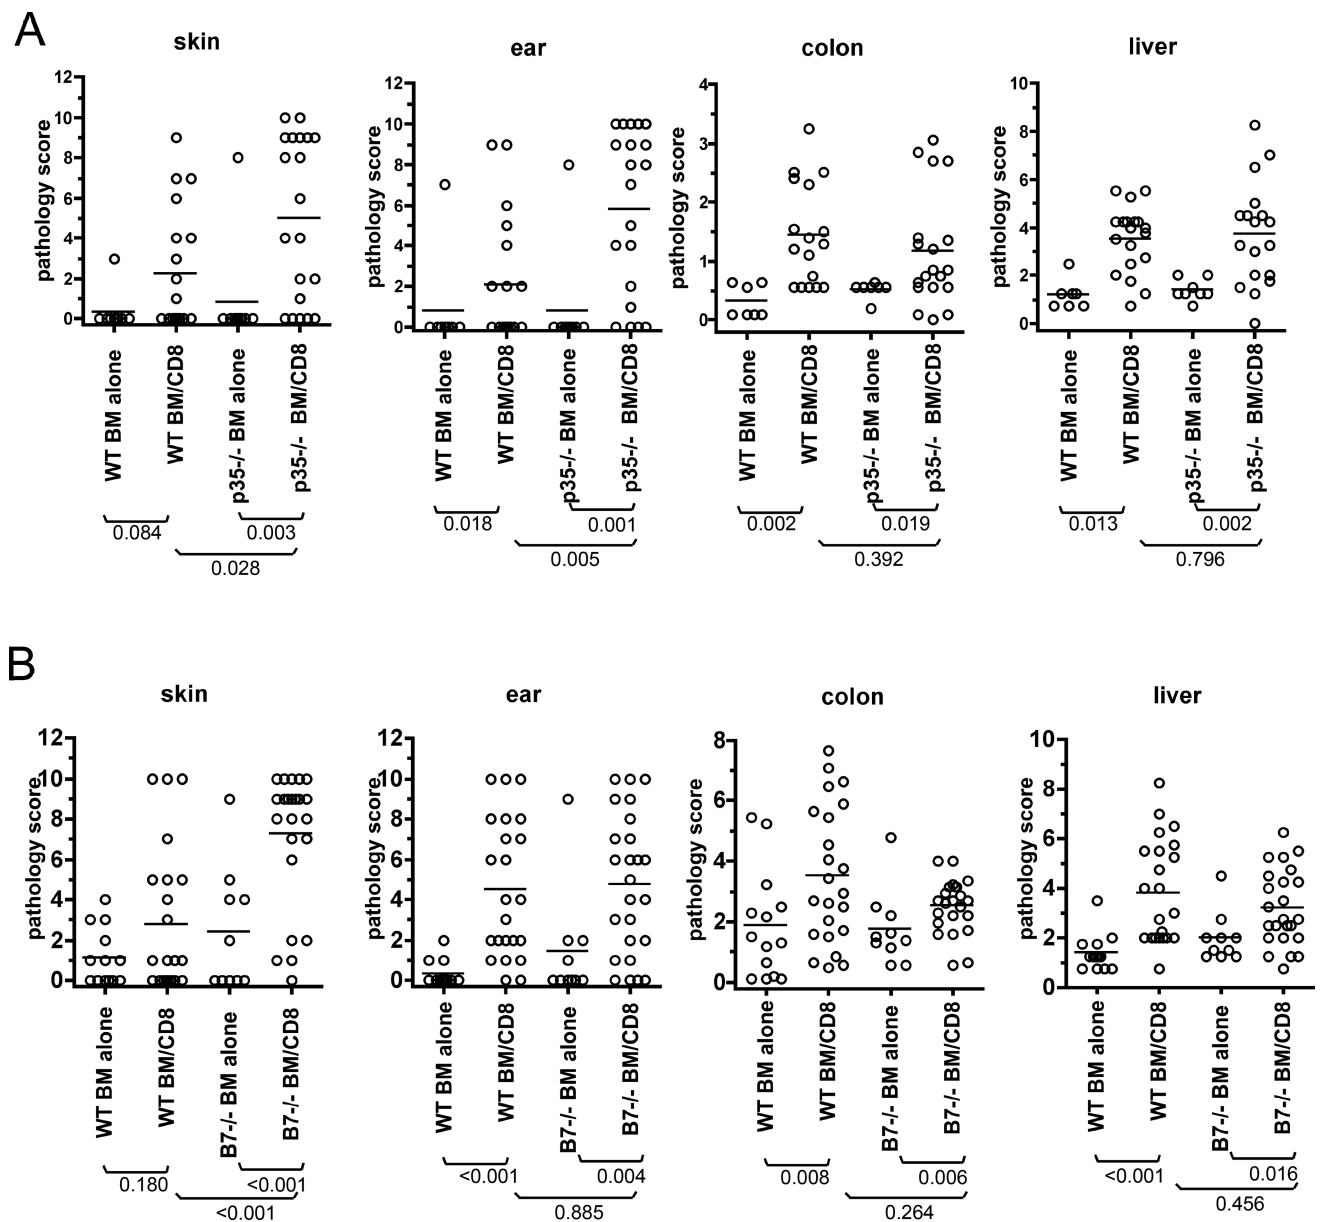 A
skin
ear
colon
liver
pathology score
12
10
8
6
4
2
0
pathology score
12
10
8
6
4
2
0
pathology score
4
3
2
1
0
pathology score
10
8
6
4
2
0
WT BM alone
WT BM/CD8
p35-/- BM alone
p35-/- BM/CD8
WT BM alone
WT BM/CD8
p35-/- BM alone
p35-/- BM/CD8
WT BM alone
WT BM/CD8
p35-/- BM alone
p35-/- BM/CD8
WT BM alone
WT BM/CD8
p35-/- BM alone
p35-/- BM/CD8
0.084
0.003
0.028
0.018
0.001
0.005
0.002
0.019
0.392
0.013
0.002
0.796
B
skin
ear
colon
liver
pathology score
12
10
8
6
4
2
0
pathology score
12
10
8
6
4
2
0
pathology score
8
6
4
2
0
pathology score
10
8
6
4
2
0
WT BM alone
WT BM/CD8
B7-/- BM alone
B7-/- BM/CD8
WT BM alone
WT BM/CD8
B7-/- BM alone
B7-/- BM/CD8
WT BM alone
WT BM/CD8
B7-/- BM alone
B7-/- BM/CD8
WT BM alone
WT BM/CD8
B7-/- BM alone
B7-/- BM/CD8
0.180
<0.001
<0.001
<0.001
0.004
0.885
0.008
0.006
0.264
<0.001
0.016
0.456